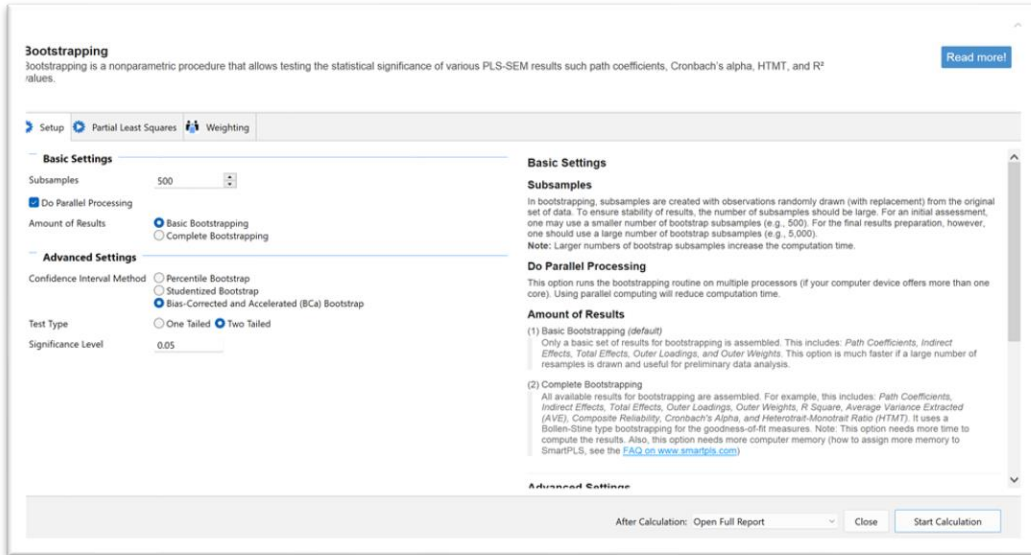 Bootstrapping
Bootstrapping is a nonparametric procedure that allows testing the statistical significance of various PLS-SEM results such path coefficients, Cronbach's alpha, HTMT, and R²
values.
Read more!
Setup
Partial Least Squares
Weighting
Basic Settings
Subsamples
500
Do Parallel Processing
Amount of Results
Basic Bootstrapping
Complete Bootstrapping
Advanced Settings
Confidence Interval Method
Percentile Bootstrap
Studentized Bootstrap
Bias-Corrected and Accelerated (BCa) Bootstrap
Test Type
One Tailed
Two Tailed
Significance Level
0.05
Basic Settings
Subsamples
In bootstrapping, subsamples are created with observations randomly drawn (with replacement) from the original
set of data. To ensure stability of results, the number of subsamples should be large. For an initial assessment,
one may use a smaller number of bootstrap subsamples (e.g., 500). For the final results preparation, however,
one should use a large number of bootstrap subsamples (e.g., 5,000).
Note: Larger numbers of bootstrap subsamples increase the computation time.
Do Parallel Processing
This option runs the bootstrapping routine on multiple processors (if your computer device offers more than one
core). Using parallel computing will reduce computation time.
Amount of Results
(1) Basic Bootstrapping (default)
Only a basic set of results for bootstrapping is assembled. This includes: Path Coefficients, Indirect
Effects, Total Effects, Outer Loadings, and Outer Weights. This option is much faster if a large number of
resamples is drawn and useful for preliminary data analysis.
(2) Complete Bootstrapping
All available results for bootstrapping are assembled. For example, this includes: Path Coefficients,
Indirect Effects, Total Effects, Outer Loadings, Outer Weights, R Square, Average Variance Extracted
(AVE), Composite Reliability, Cronbach's Alpha, and Heterotrait-Monotrait Ratio (HTMT). It uses a
Bollen-Stine type bootstrapping for the goodness-of-fit measures. Note: This option needs more time to
compute the results. Also, this option needs more computer memory (how to assign more memory to
SmartPLS, see the FAQ on www.smartpls.com)
Advanced Settings
After Calculation:
Open Full Report
Close
Start Calculation